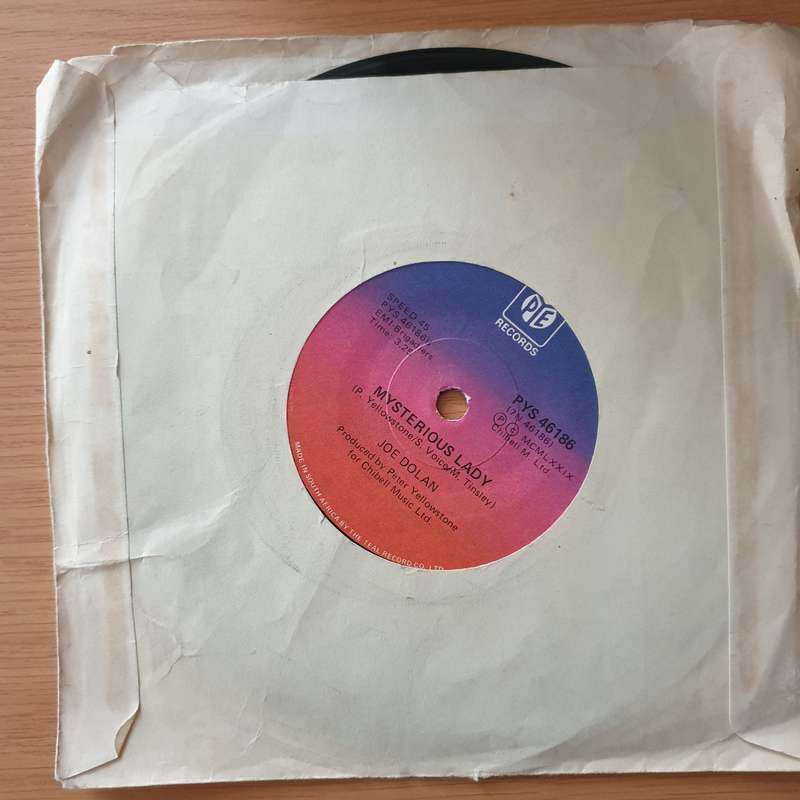 PE
RECORDS
SPEED 45
PYS 46186
EMI-Brigadiers
Time: 3.28
PYS 46186
(7N 46186)
Ⓟ Ⓢ MCMLXXIX
Chibell M. Ltd
MYSTERIOUS LADY
(P. Yellowstone/S. Voice/M. Tinsley)
JOE DOLAN
Produced by Peter Yellowstone
for Chibell Music Ltd.
MADE IN SOUTH AFRICA BY THE TEAL RECORD CO. LTD